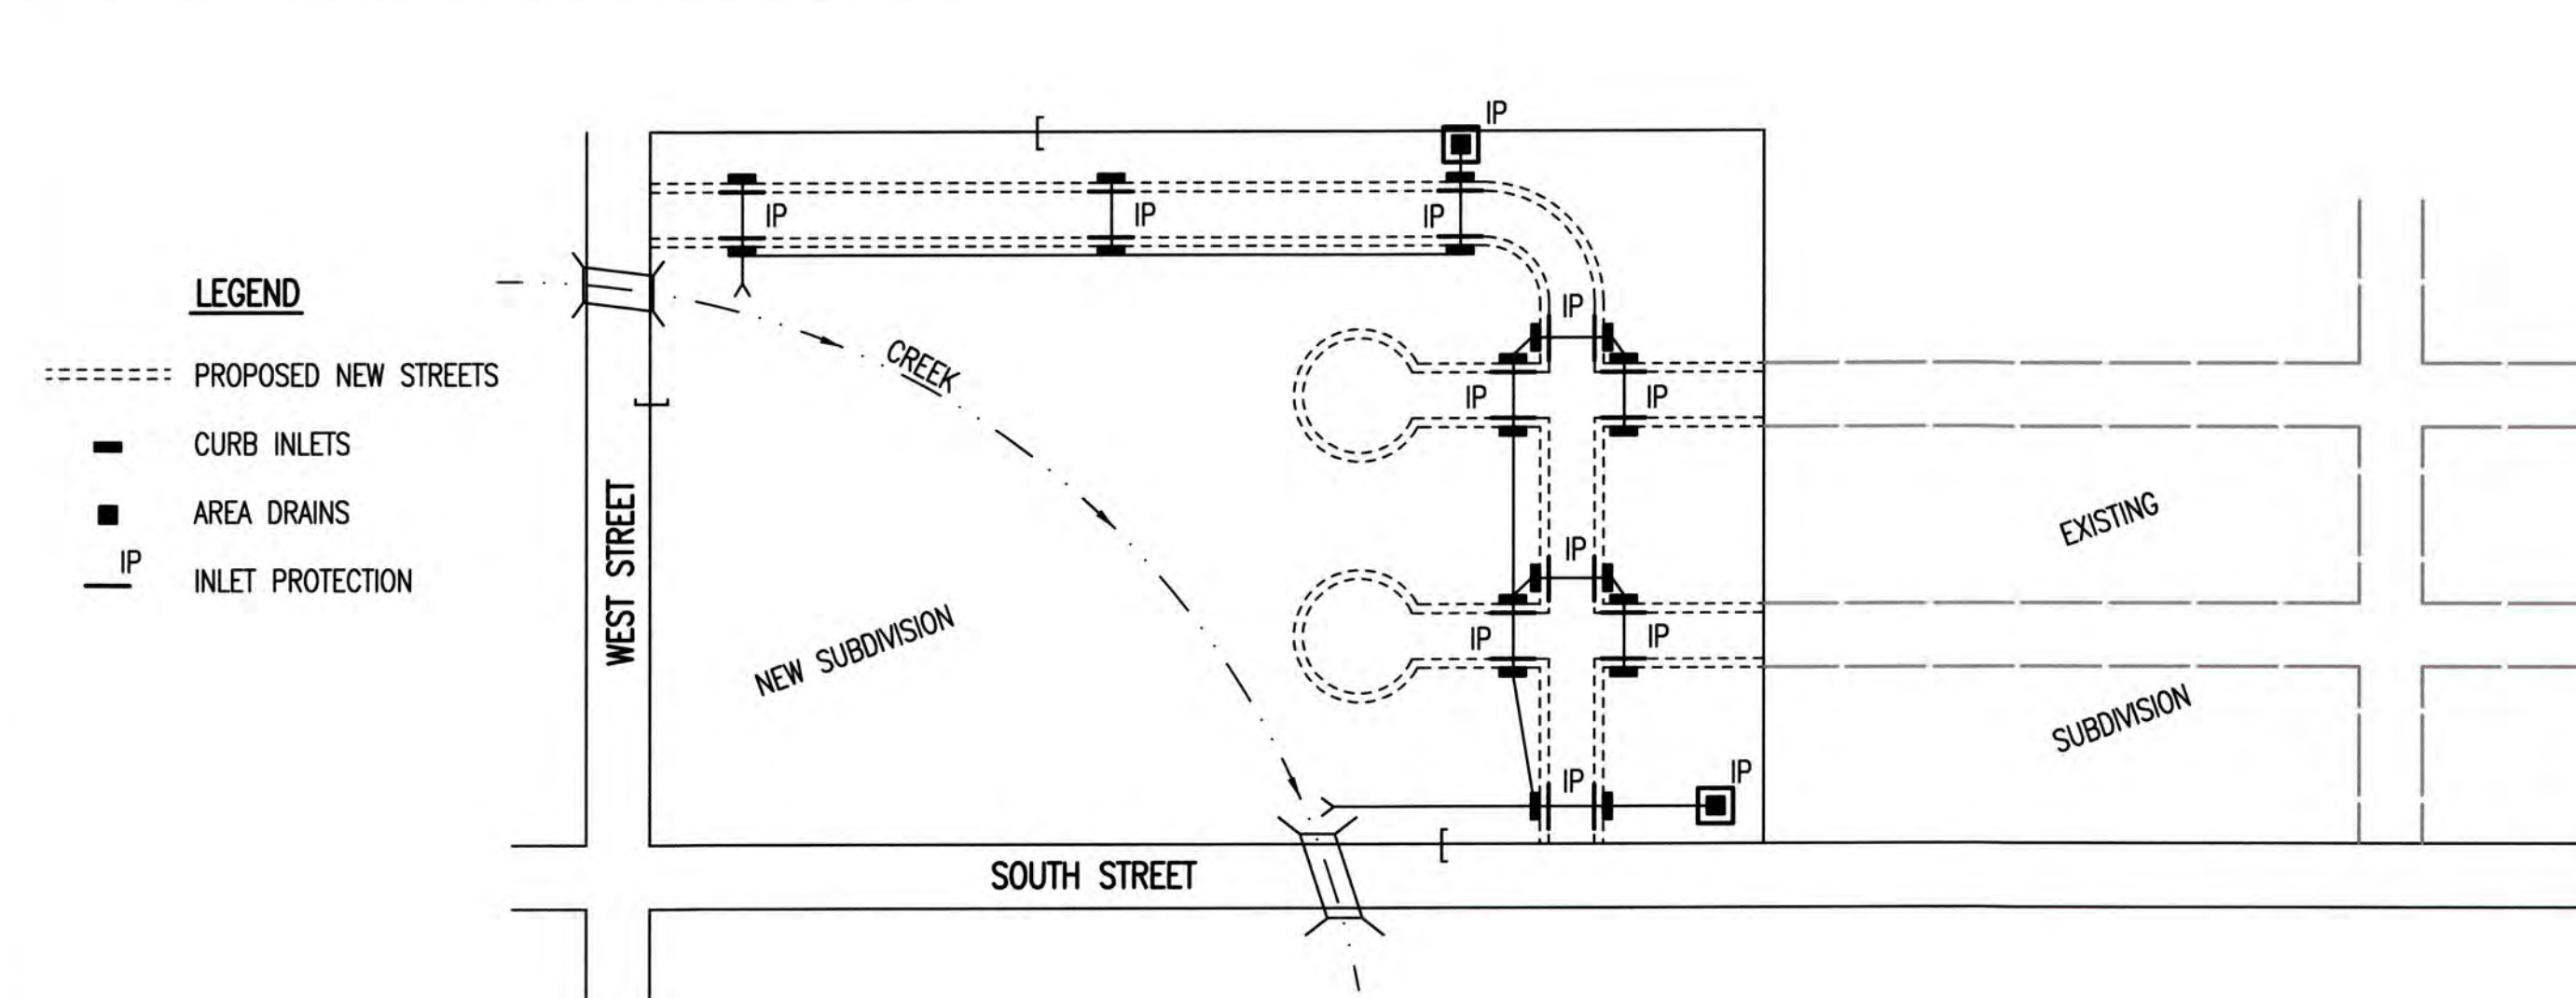 LEGEND
PROPOSED NEW STREETS
CURB INLETS
AREA DRAINS
IP
INLET PROTECTION
WEST STREET
SOUTH STREET
CREEK
NEW SUBDIVISION
EXISTING
SUBDIVISION
IP
IP
IP
IP
IP
IP
IP
IP
IP
IP
IP
IP